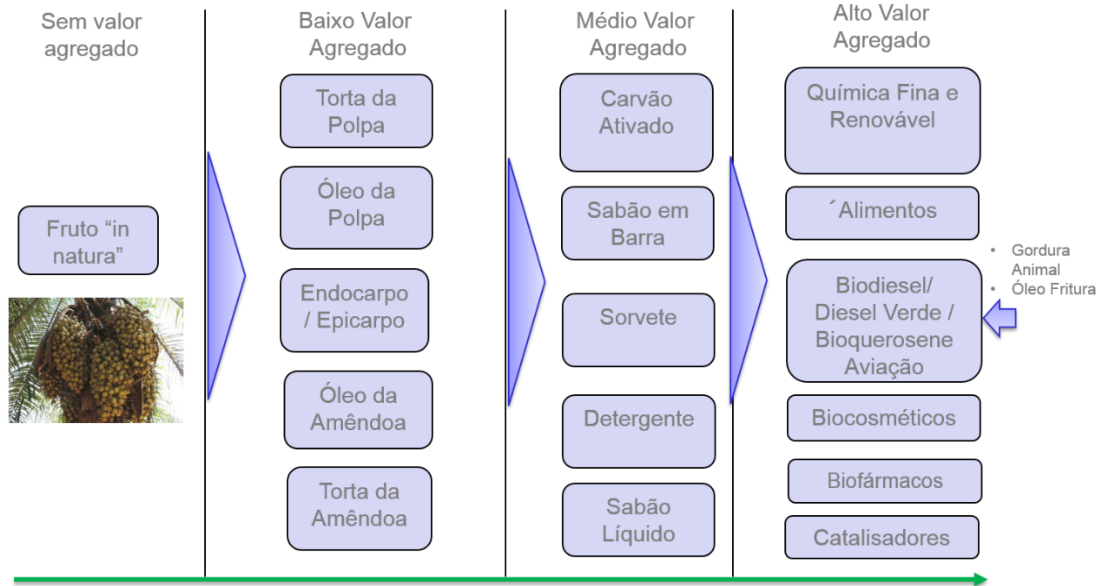 Sem valor
agregado
Fruto “in
natura”
Baixo Valor
Agregado
Torta da
Polpa
Óleo da
Polpa
Endocarpo
/ Epicarpo
Óleo da
Amêndoa
Torta da
Amêndoa
Médio Valor
Agregado
Carvão
Ativado
Sabão em
Barra
Sorvete
Detergente
Sabão
Líquido
Alto Valor
Agregado
Química Fina e
Renovável
´Alimentos
Biodiesel/
Diesel Verde /
Bioquerosene
Aviação
Biocosméticos
Biofármacos
Catalisadores
• Gordura
Animal
• Óleo Fritura